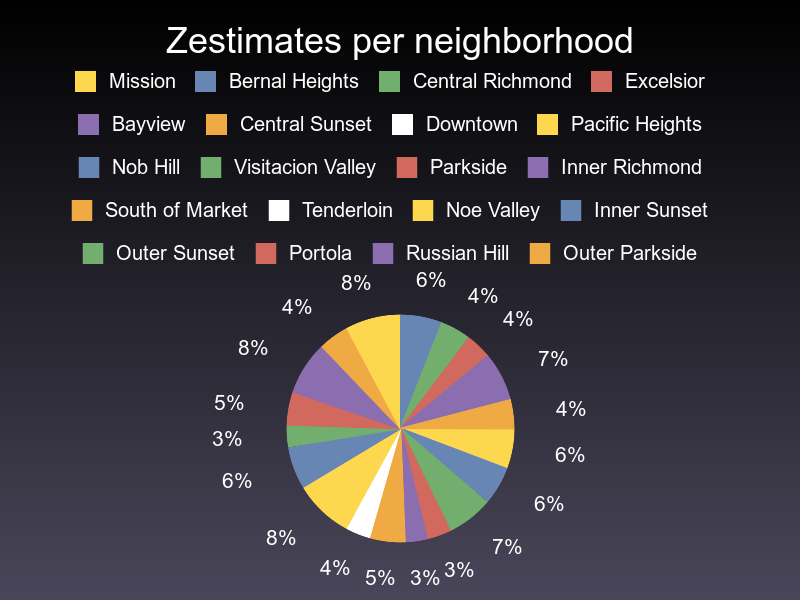 Zestimates per neighborhood
Mission Bernal Heights Central Richmond Excelsior
Bayview Central Sunset Downtown Pacific Heights
Nob Hill Visitacion Valley Parkside Inner Richmond
South of Market Tenderloin Noe Valley Inner Sunset
Outer Sunset Portola Russian Hill Outer Parkside
8% 6%
4% 4%
4%
8% 7%
5% 4%
3% 6%
6% 6%
8% 7%
4% 5% 3% 3%